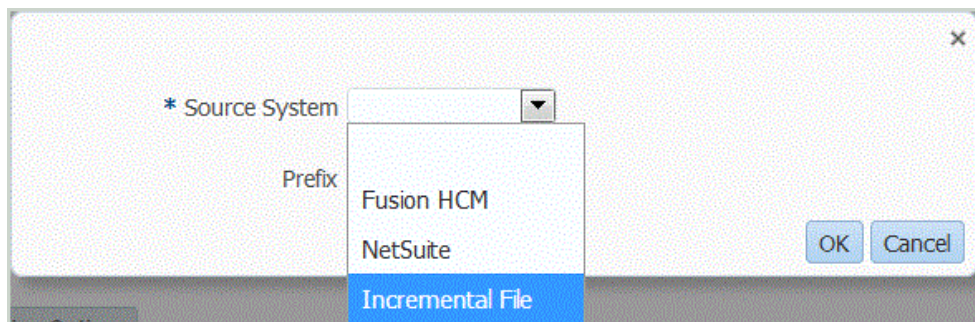 ×
* Source System
Prefix
Fusion HCM
NetSuite
Incremental File
OK Cancel